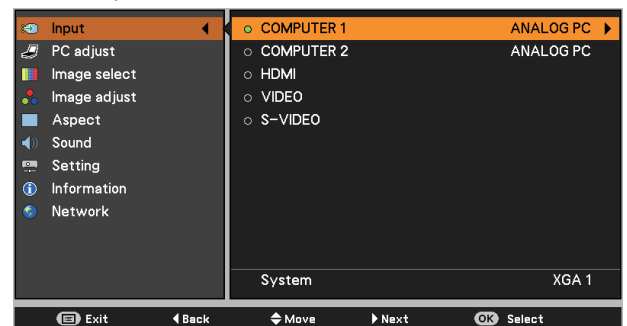 Input
PC adjust
Image select
Image adjust
Aspect
Sound
Setting
Information
Network
COMPUTER 1 ANALOG PC
COMPUTER 2 ANALOG PC
HDMI
VIDEO
S-VIDEO
System XGA 1
Exit Back Move Next OK Select